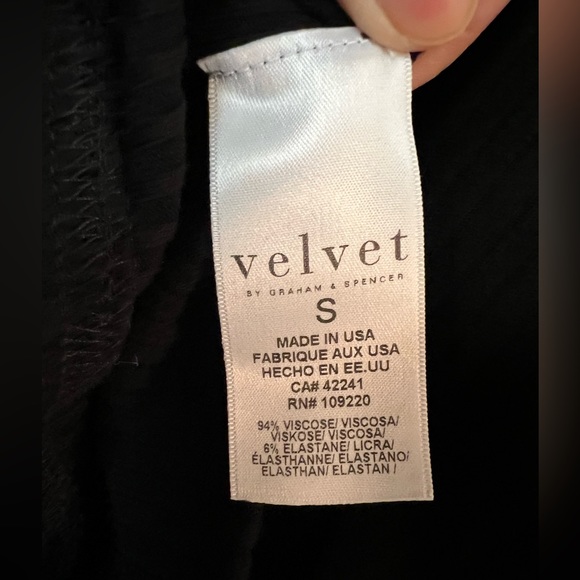 velvet
BY GRAHAM & SPENCER
S
MADE IN USA
FABRIQUE AUX USA
HECHO EN EE.UU
CA# 42241
RN# 109220
94% VISCOSE/ VISCOSA/
VISKOSE/ VISCOSA/
6% ELASTANE/ LICRA/
ÉLASTHANNE/ ELASTANO/
ELASTHAN/ ELASTAN /